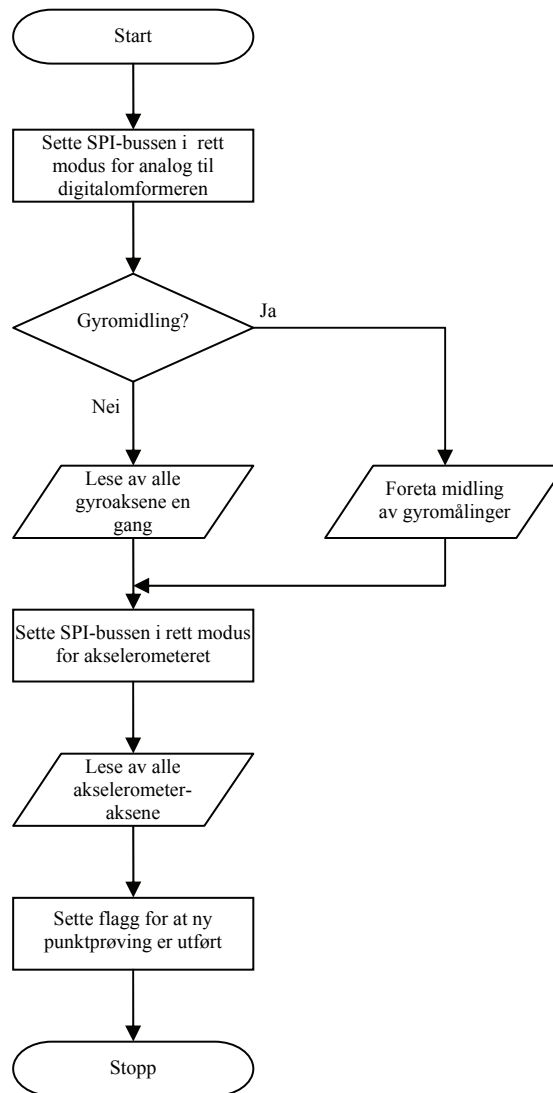 Start
Sette SPI-bussen i rett
modus for analog til
digitalomformeren
Gyromidling?
Ja
Nei
Lese av alle
gyroaksene en
gang
Foreta midling
av gyromålinger
Sette SPI-bussen i rett modus
for akselerometeret
Lese av alle
akselerometer-
aksene
Sette flagg for at ny
punktprøving er utført
Stopp